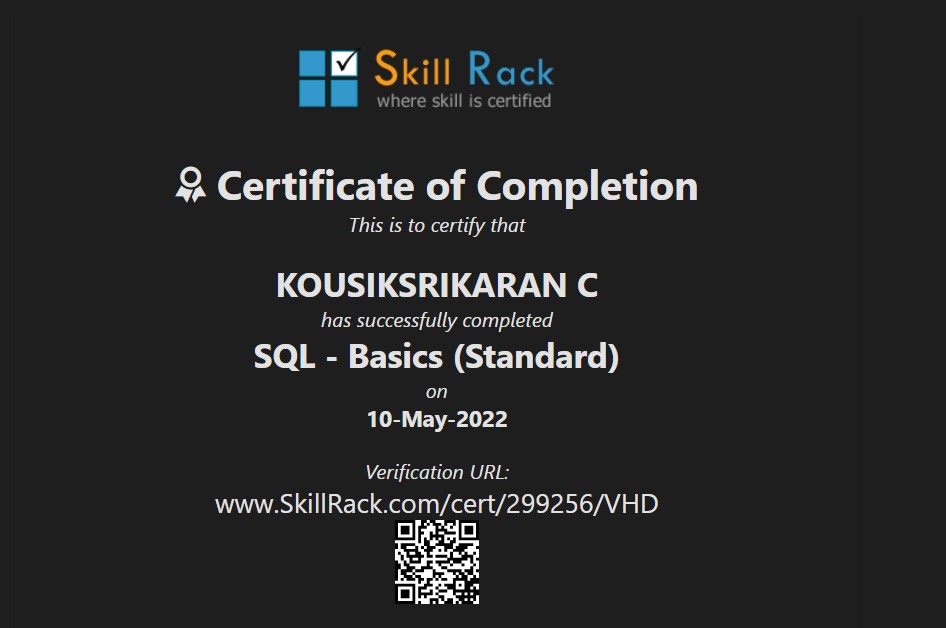 Skill Rack
where skill is certified
Certificate of Completion
This is to certify that
KOUSIKSRIKARAN C
has successfully completed
SQL - Basics (Standard)
on
10-May-2022
Verification URL:
www.SkillRack.com/cert/299256/VHD